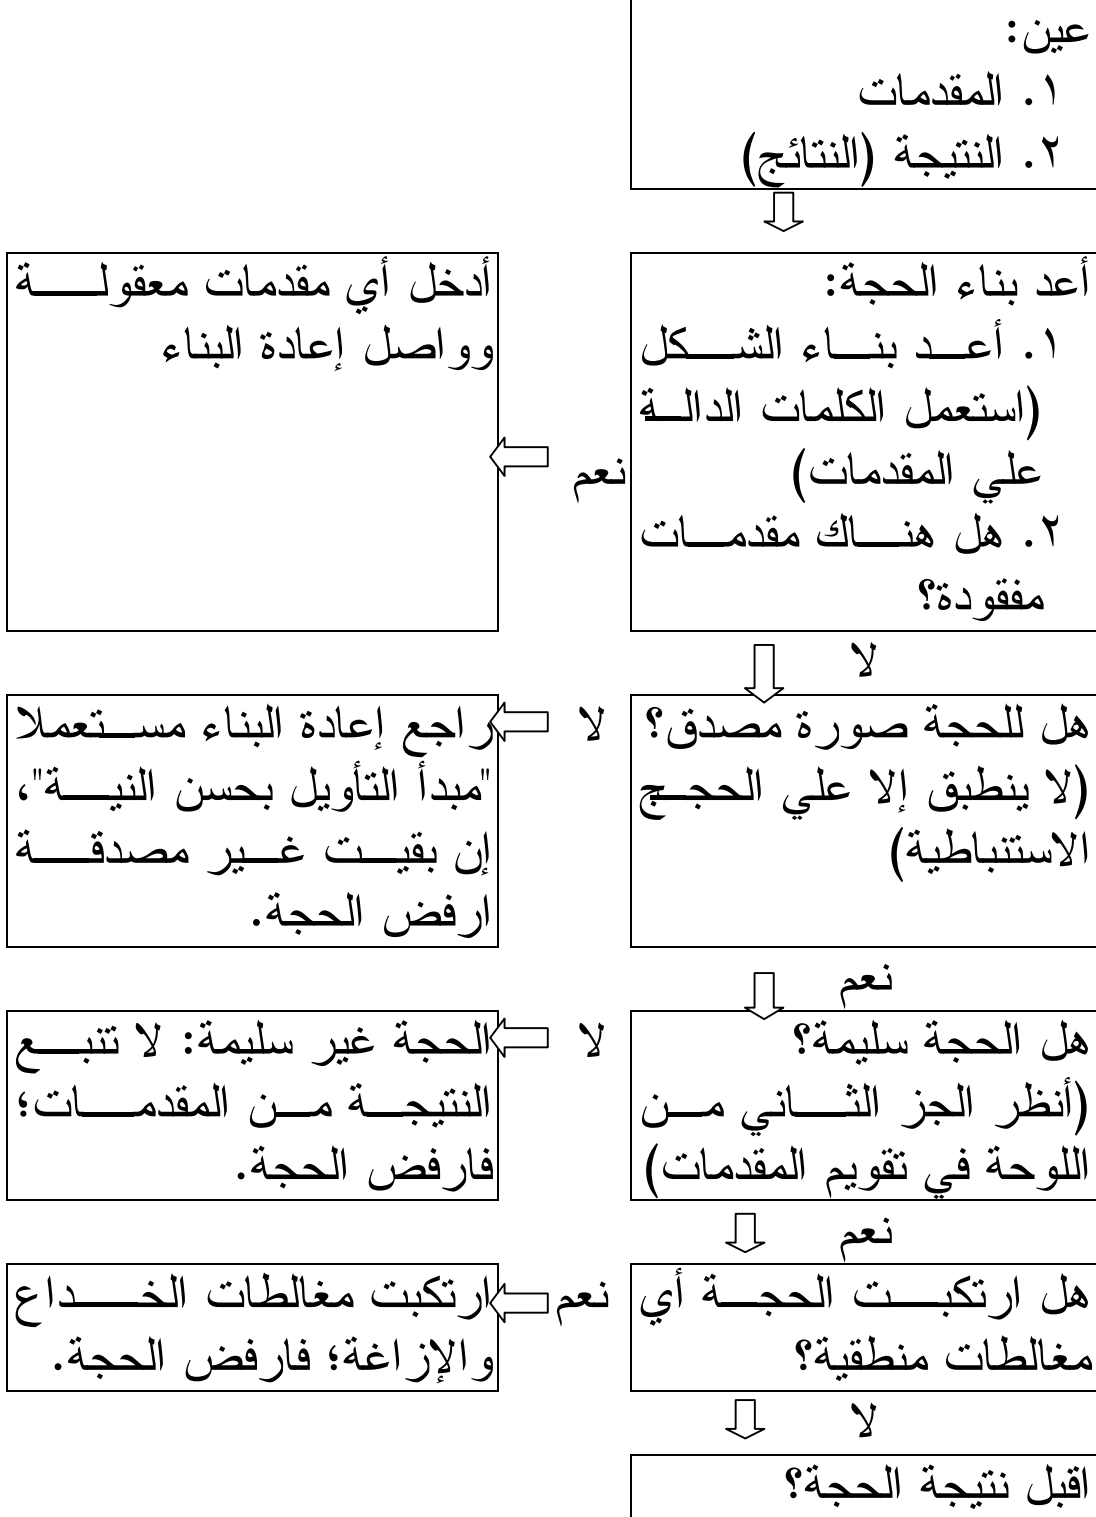 عين:
١. المقدمات
٢. النتيجة (النتائج)
أعد بناء الحجة:
١. أعد بناء الشكل
(استعمل الكلمات الدالة
علي المقدمات)
٢. هل هناك مقدمات
مفقودة؟
نعم
أدخل أي مقدمات معقولة
وواصل إعادة البناء
لا
هل للحجة صورة مصدق؟
(لا ينطبق إلا علي الحجج
الاستتباطية)
لا
راجع إعادة البناء مستعملا
"مبدأ التأويل بحسن النية"،
إن بقيت غير مصدقة
ارفض الحجة.
نعم
هل الحجة سليمة؟
(أنظر الجز الثاني من
اللوحة في تقويم المقدمات)
لا
الحجة غير سليمة: لا تتبع
النتيجة من المقدمات؛
فارفض الحجة.
نعم
هل ارتكبت الحجة أي
مغالطات منطقية؟
نعم
ارتكبت مغالطات الخداع
والإزاغة؛ فارفض الحجة.
لا
اقبل نتيجة الحجة؟